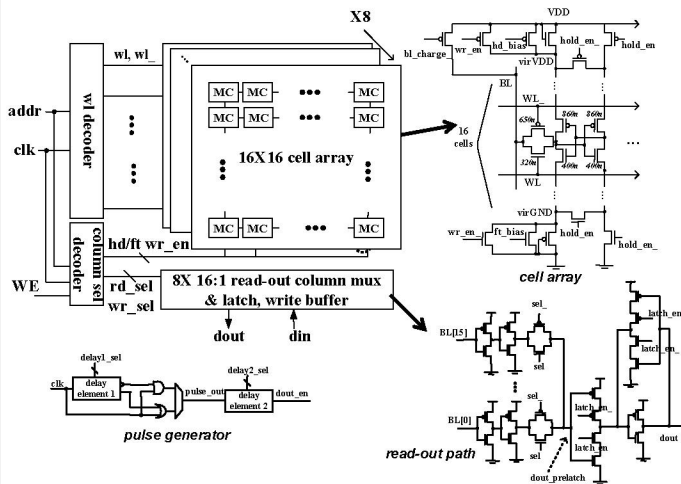 X8
wl, wl_
addr
clk
wl decoder
MC MC MC
MC MC MC
16X16 cell array
MC MC MC
column sel
decoder
hd/ft wr_en
WE
rd_sel
wr_sel
8X 16:1 read-out column mux
& latch, write buffer
dout
din
delay1_sel
clk
delay
element 1
pulse_out
delay2_sel
delay
element 2
dout_en
pulse generator
VDD
bl_charge_
wr_en
hd_bias
hold_en_
hold_en
virVDD
BL
WL_
16
cells
650n
860n
860n
320n
400n
400n
WL
virGND
wr_en_
ft_bias
hold_en
hold_en_
cell array
BL[15]
sel_
sel
BL[0]
sel_
sel
latch_en_
latch_en
latch_en
latch_en_
dout
dout_prelatch
read-out path